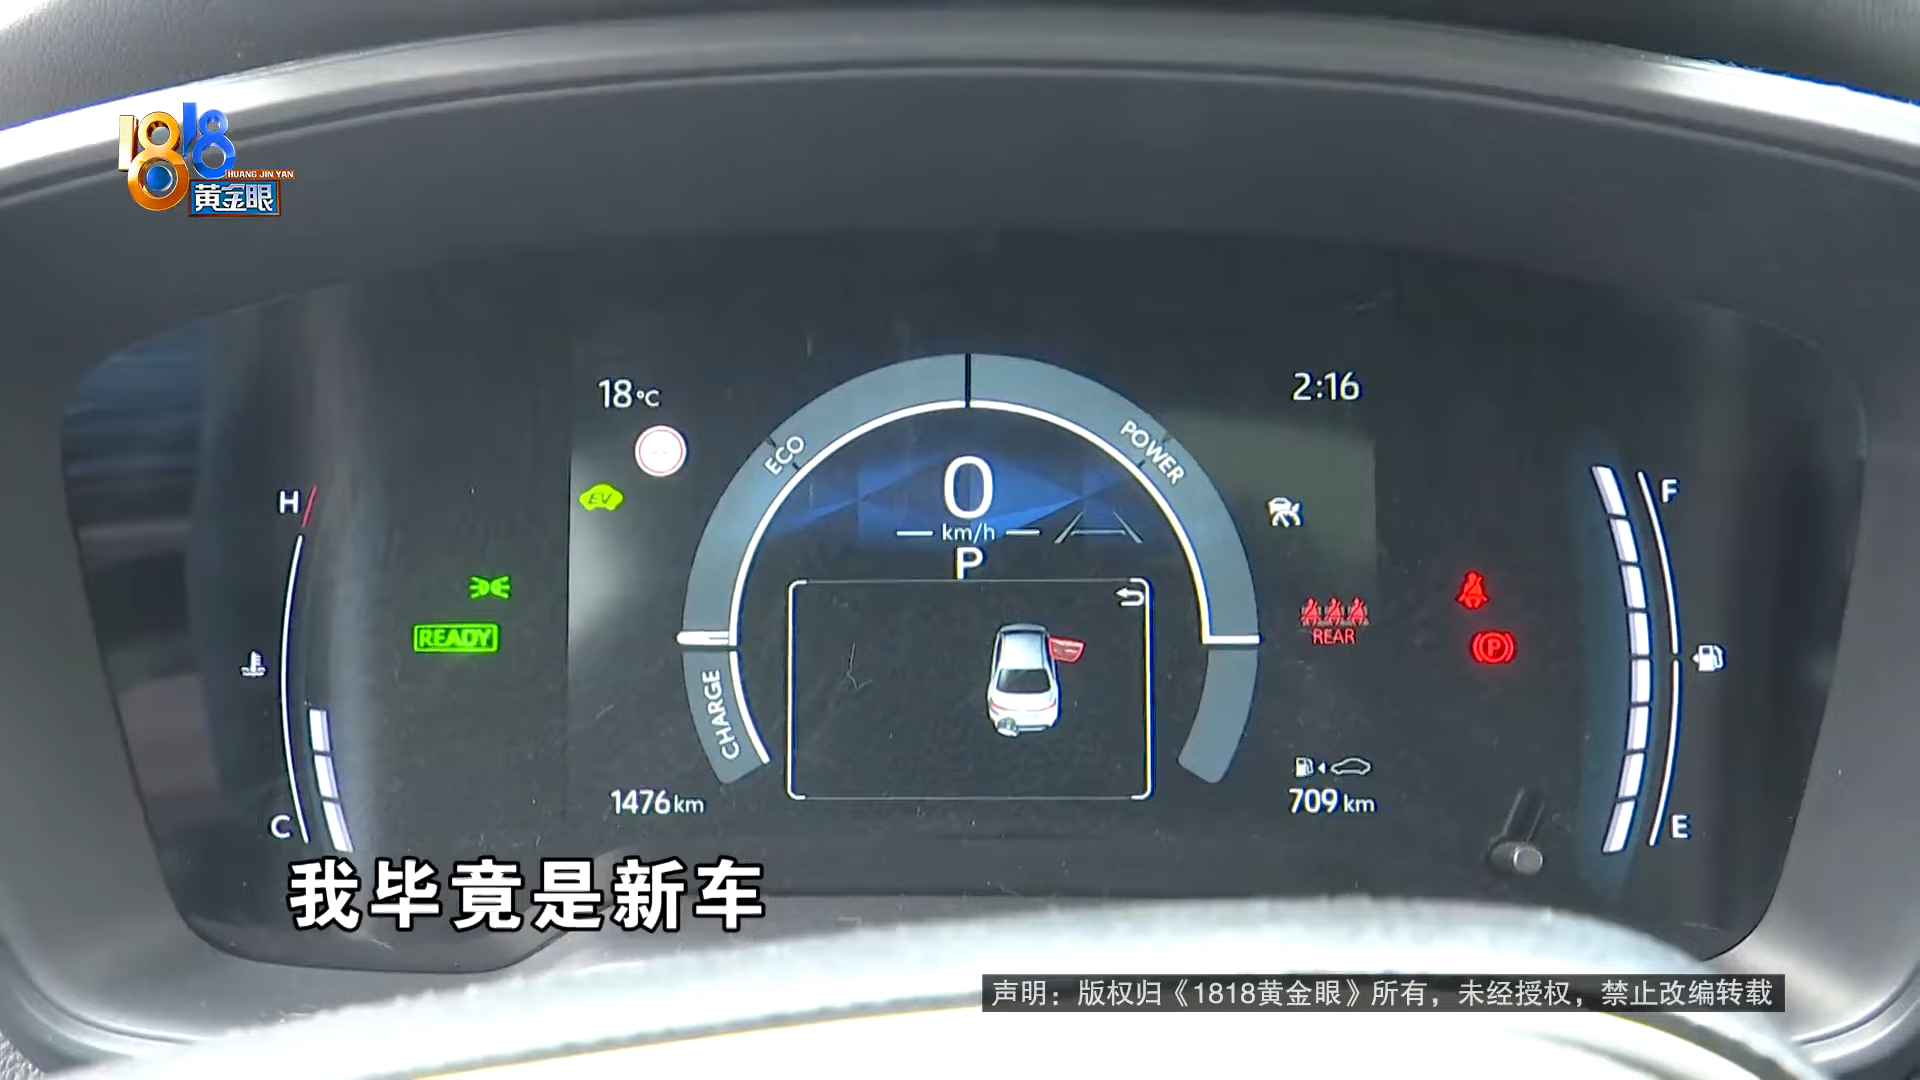 1818
HUANG JIN YAN
黄金眼
18°C
2:16
ECO
POWER
EV
0
km/h
P
H
F
READY
REAR
P
CHARGE
1476km
709 km
C
E
我毕竟是新车
声明：版权归《1818黄金眼》所有，未经授权，禁止改编转载